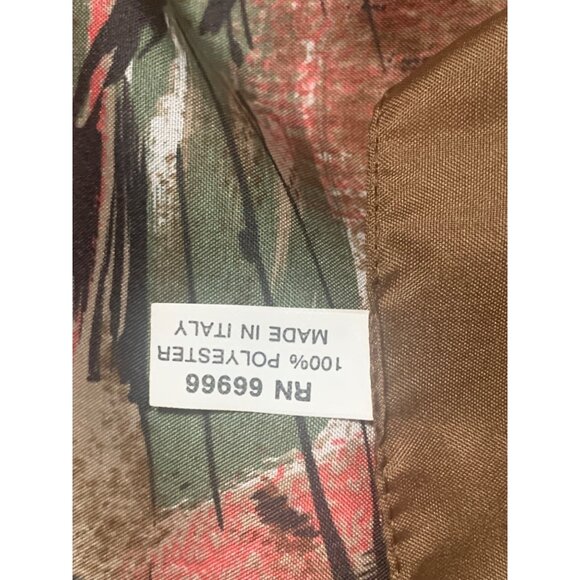 RN 66966
100% POLYESTER
MADE IN ITALY